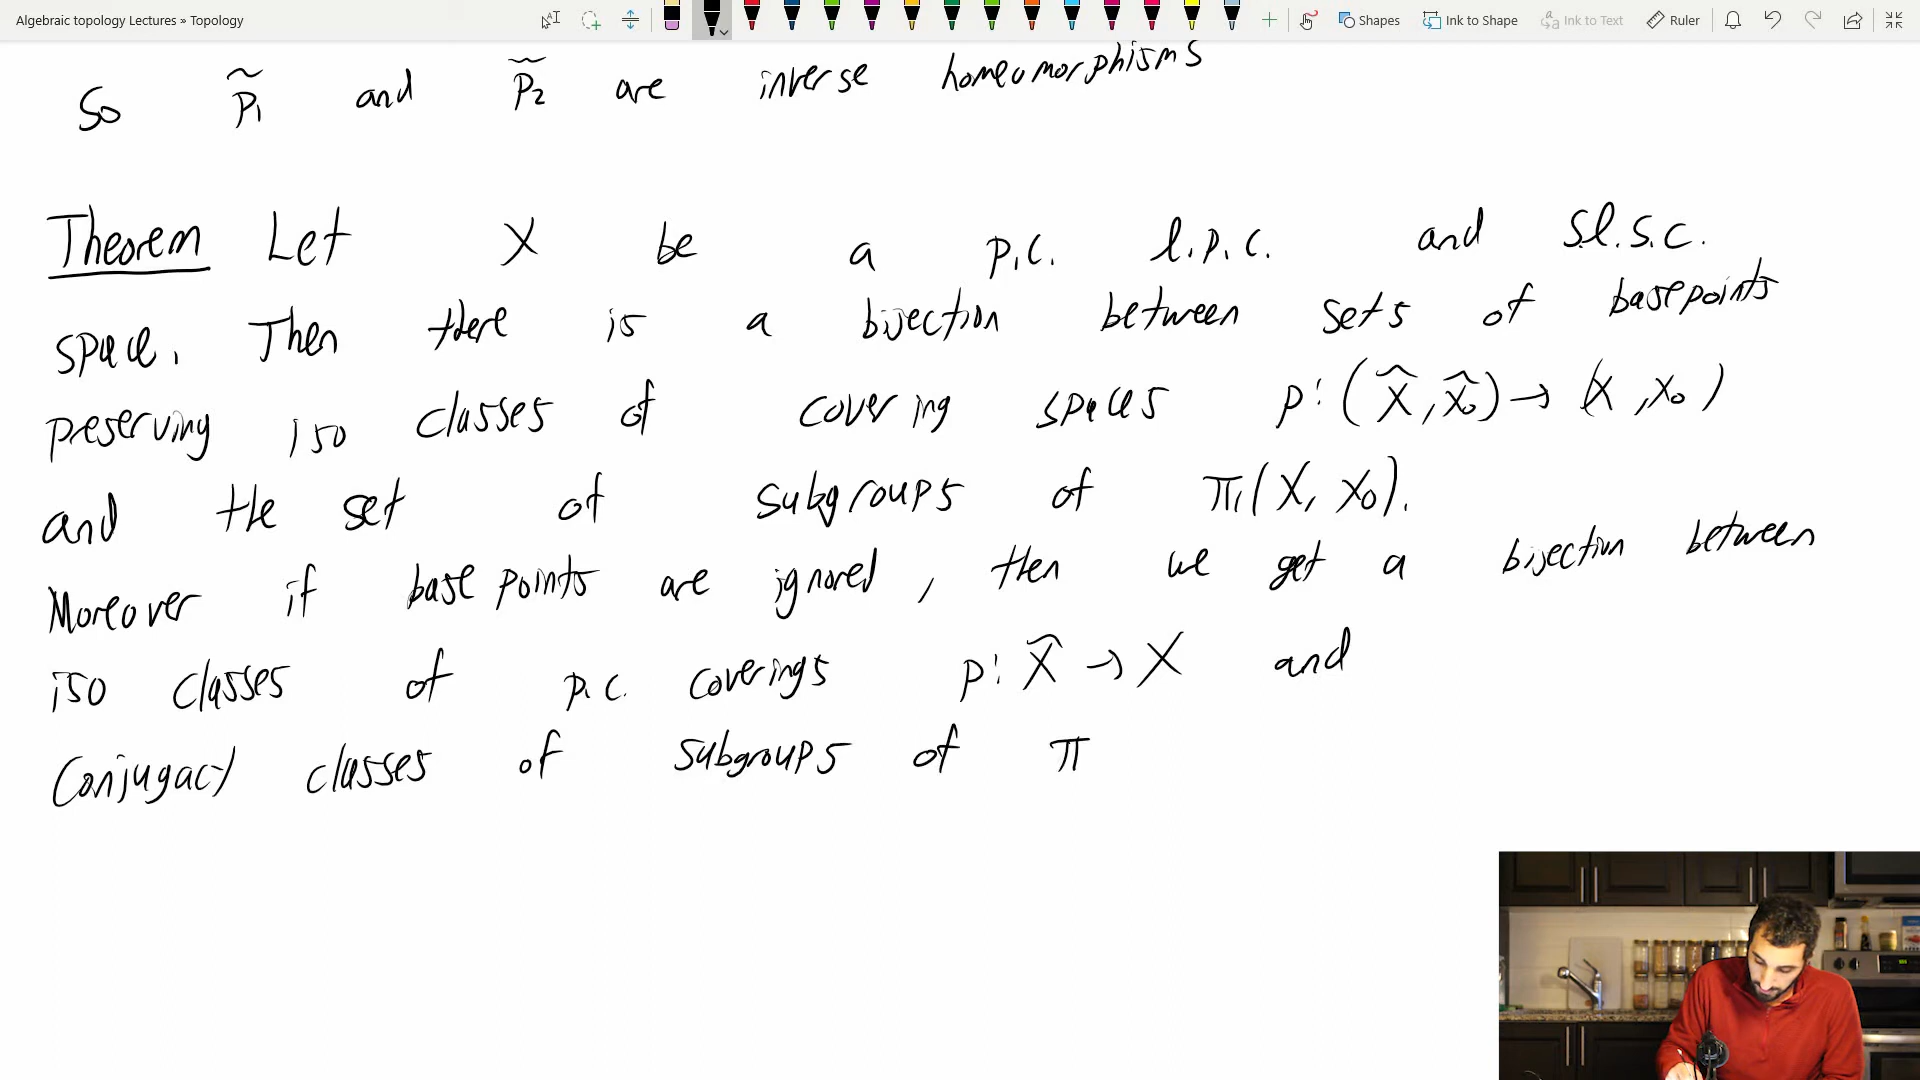 Algebraic topology Lectures » Topology
Shapes Ink to Shape Ink to Text Ruler
So p̃₁ and p̃₂ are inverse homeomorphisms
Theorem Let X be a p.c. l.p.c. and s.l.s.c.
space. Then there is a bijection between sets of basepoints
preserving iso classes of covering spaces p: (X̂, x̂₀) → (X, x₀)
and the set of subgroups of π₁(X, x₀).
Moreover if base points are ignored, then we get a bijection between
iso classes of p.c. coverings p: X̂ → X and
Conjugacy classes of subgroups of π